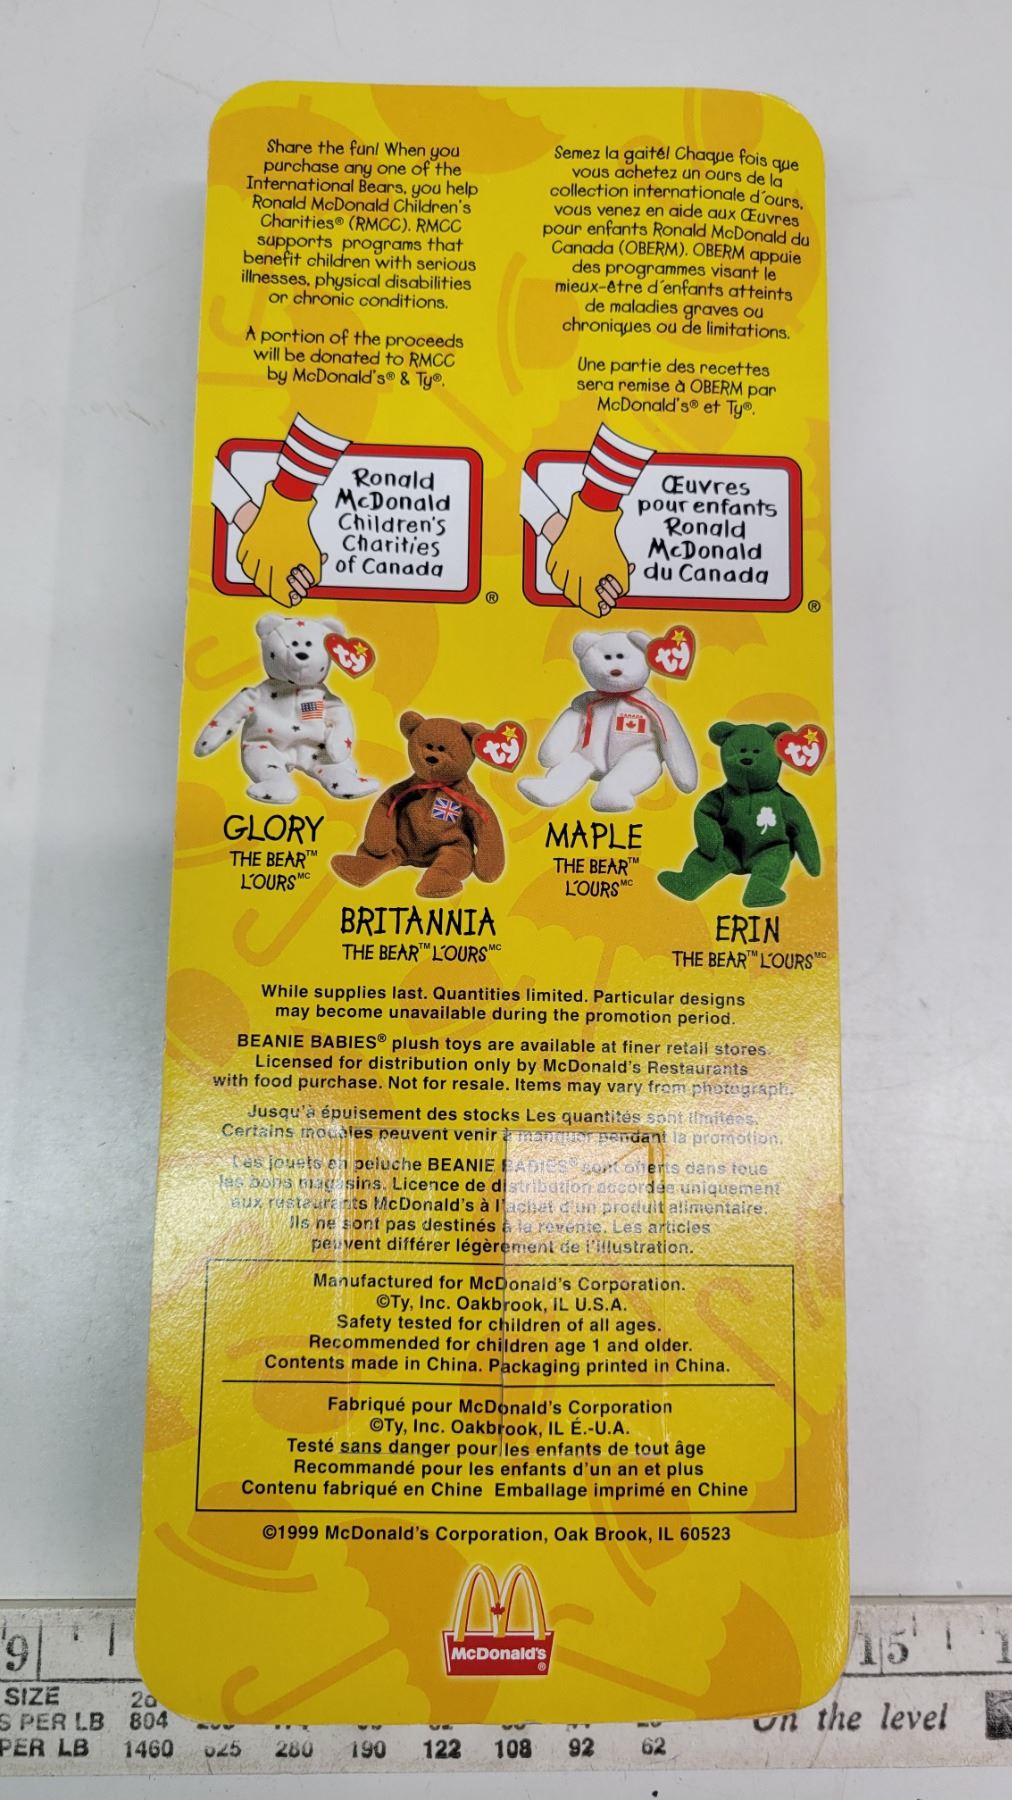 Share the fun! When you
purchase any one of the
International Bears, you help
Ronald McDonald Children's
Charities® (RMCC). RMCC
supports programs that
benefit children with serious
illnesses, physical disabilities
or chronic conditions.
A portion of the proceeds
will be donated to RMCC
by McDonald's® & Ty®.
Semez la gaité! Chaque fois que
vous achetez un ours de la
collection internationale d'ours,
vous venez en aide aux Œuvres
pour enfants Ronald McDonald du
Canada (OBERM). OBERM appuie
des programmes visant le
mieux-être d'enfants atteints
de maladies graves ou
chroniques ou de limitations.
Une partie des recettes
sera remise à OBERM par
McDonald's® et Ty®.
Ronald
McDonald
Children's
Charities
of Canada
®
Œuvres
pour enfants
Ronald
McDonald
du Canada
®
ty
ty
ty
ty
CANADA
GLORY
THE BEAR™
L'OURS MC
BRITANNIA
THE BEAR™ L'OURS MC
MAPLE
THE BEAR™
L'OURS MC
ERIN
THE BEAR™ L'OURS MC
While supplies last. Quantities limited. Particular designs
may become unavailable during the promotion period.
BEANIE BABIES® plush toys are available at finer retail stores.
Licensed for distribution only by McDonald's Restaurants
with food purchase. Not for resale. Items may vary from photograph.
Jusqu'à épuisement des stocks Les quantités sont limitées.
Certains modèles peuvent venir à manquer pendant la promotion.
Les jouets en peluche BEANIE BABIES® sont offerts dans tous
les bons magasins. Licence de distribution accordée uniquement
aux restaurants McDonald's à l'achat d'un produit alimentaire.
Ils ne sont pas destinés à la revente. Les articles
peuvent différer légèrement de l'illustration.
Manufactured for McDonald's Corporation.
©Ty, Inc. Oakbrook, IL U.S.A.
Safety tested for children of all ages.
Recommended for children age 1 and older.
Contents made in China. Packaging printed in China.
Fabriqué pour McDonald's Corporation
©Ty, Inc. Oakbrook, IL É.-U.A.
Testé sans danger pour les enfants de tout âge
Recommandé pour les enfants d'un an et plus
Contenu fabriqué en Chine Emballage imprimé en Chine
©1999 McDonald's Corporation, Oak Brook, IL 60523
McDonald's
®
9 15 1
SIZE
S PER LB 804
PER LB 1460 525 280 190 122 108 92 62
On the level